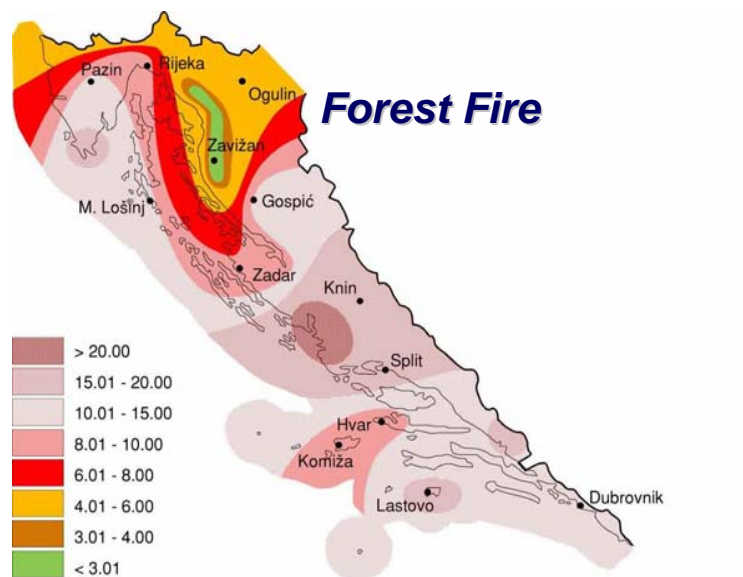 Pazin
Rijeka
Ogulin
Forest Fire
Zavižan
M. Lošinj
Gospić
Zadar
Knin
Split
Hvar
Komiža
Lastovo
Dubrovnik
> 20.00
15.01 - 20.00
10.01 - 15.00
8.01 - 10.00
6.01 - 8.00
4.01 - 6.00
3.01 - 4.00
< 3.01